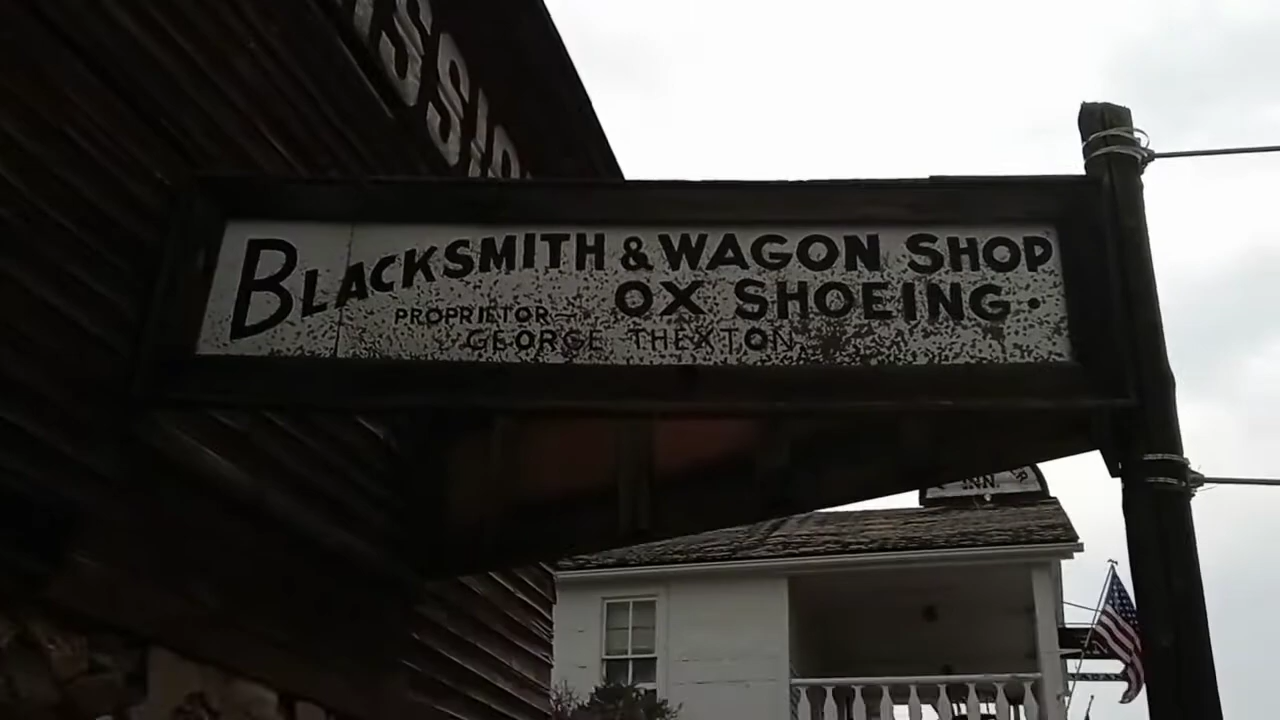 BLACKSMITH & WAGON SHOP
OX SHOEING ·
PROPRIETOR—
GEORGE THEXTON
INN.